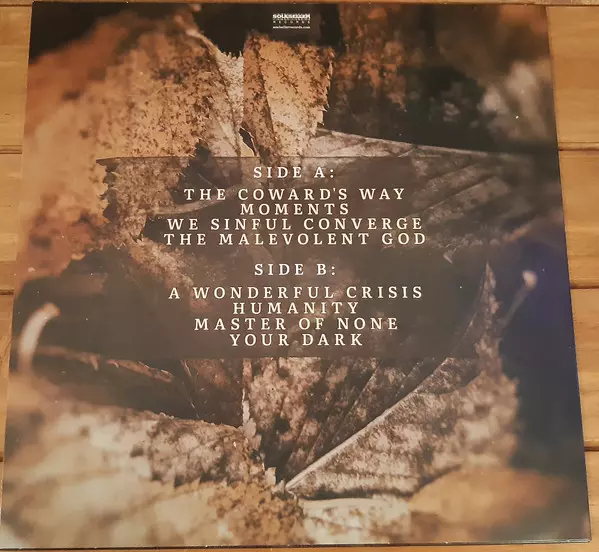 RECORDS
SIDE A:
THE COWARD'S WAY
MOMENTS
WE SINFUL CONVERGE
THE MALEVOLENT GOD
SIDE B:
A WONDERFUL CRISIS
HUMANITY
MASTER OF NONE
YOUR DARK